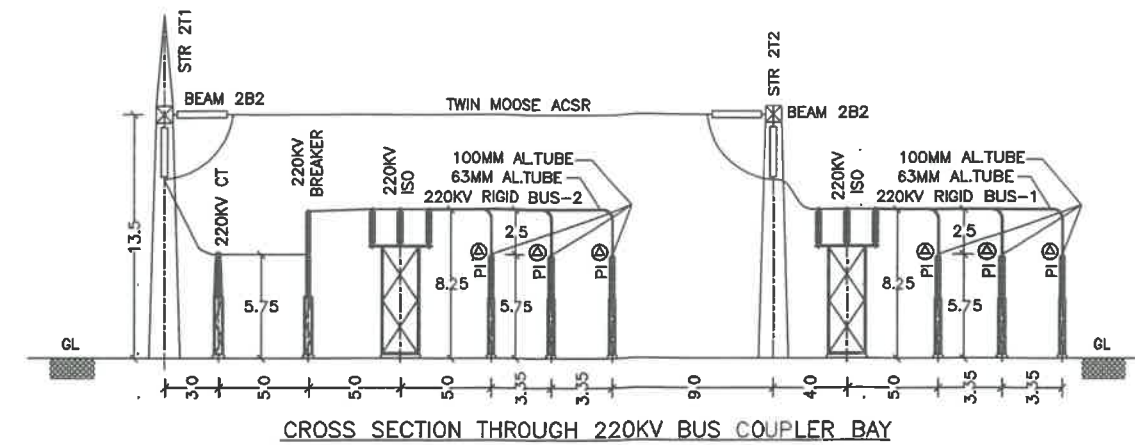 STR 2T1
STR 2T2
BEAM 2B2
TWIN MOOSE ACSR
BEAM 2B2
220KV CT
220KV BREAKER
220KV ISO
100MM AL.TUBE
63MM AL.TUBE
220KV RIGID BUS-2
220KV ISO
100MM AL.TUBE
63MM AL.TUBE
220KV RIGID BUS-1
13.5
5.75
8.25
2.5
5.75
PI
PI
PI
8.25
2.5
5.75
PI
PI
PI
GL
GL
3.0
5.0
5.0
5.0
3.35
3.35
9.0
4.0
5.0
3.35
3.35
CROSS SECTION THROUGH 220KV BUS COUPLER BAY